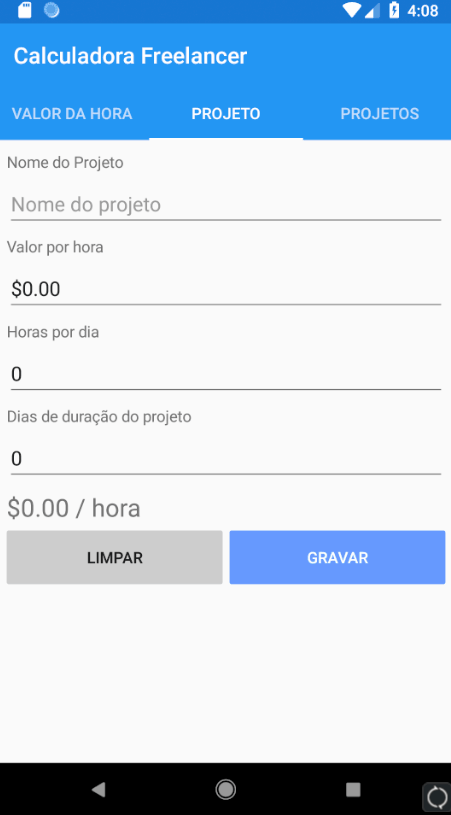 4:08
Calculadora Freelancer
VALOR DA HORA PROJETO PROJETOS
Nome do Projeto
Nome do projeto
Valor por hora
$0.00
Horas por dia
0
Dias de duração do projeto
0
$0.00 / hora
LIMPAR GRAVAR